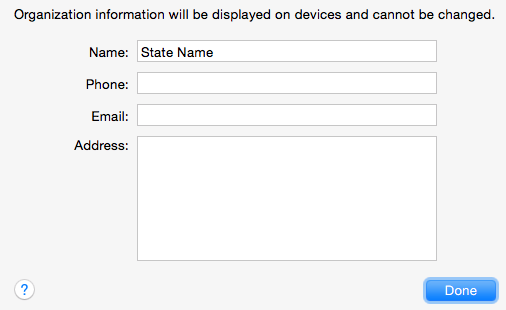 Organization information will be displayed on devices and cannot be changed.
Name: State Name
Phone:
Email:
Address:
? Done